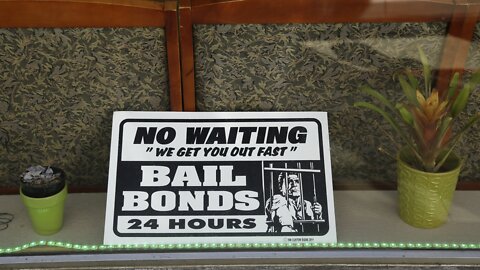 NO WAITING
" WE GET YOU OUT FAST "
BAIL
BONDS
24 HOURS